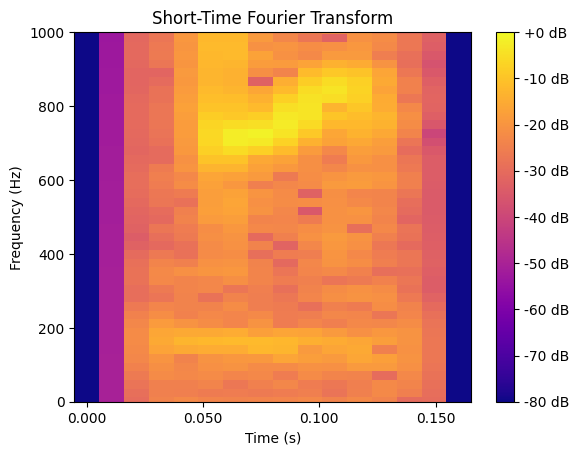 Short-Time Fourier Transform
1000
800
600
400
200
0
Frequency (Hz)
0.000
0.050
0.100
0.150
Time (s)
+0 dB
-10 dB
-20 dB
-30 dB
-40 dB
-50 dB
-60 dB
-70 dB
-80 dB